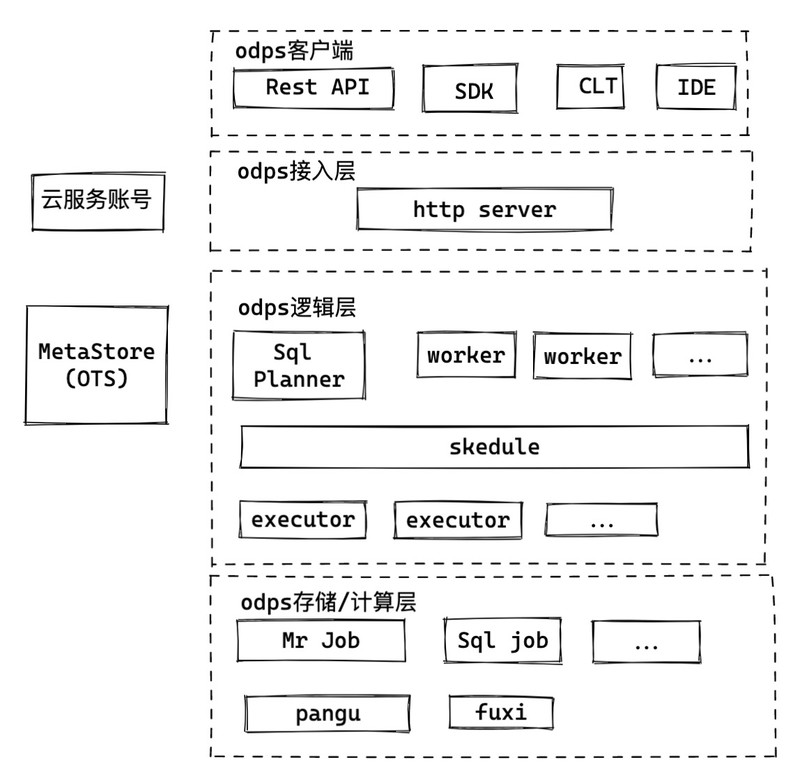 odps客户端
Rest API
SDK
CLT
IDE
云服务账号
odps接入层
http server
MetaStore
(OTS)
odps逻辑层
Sql
Planner
worker
worker
...
skedule
executor
executor
...
odps存储/计算层
Mr Job
Sql job
...
pangu
fuxi